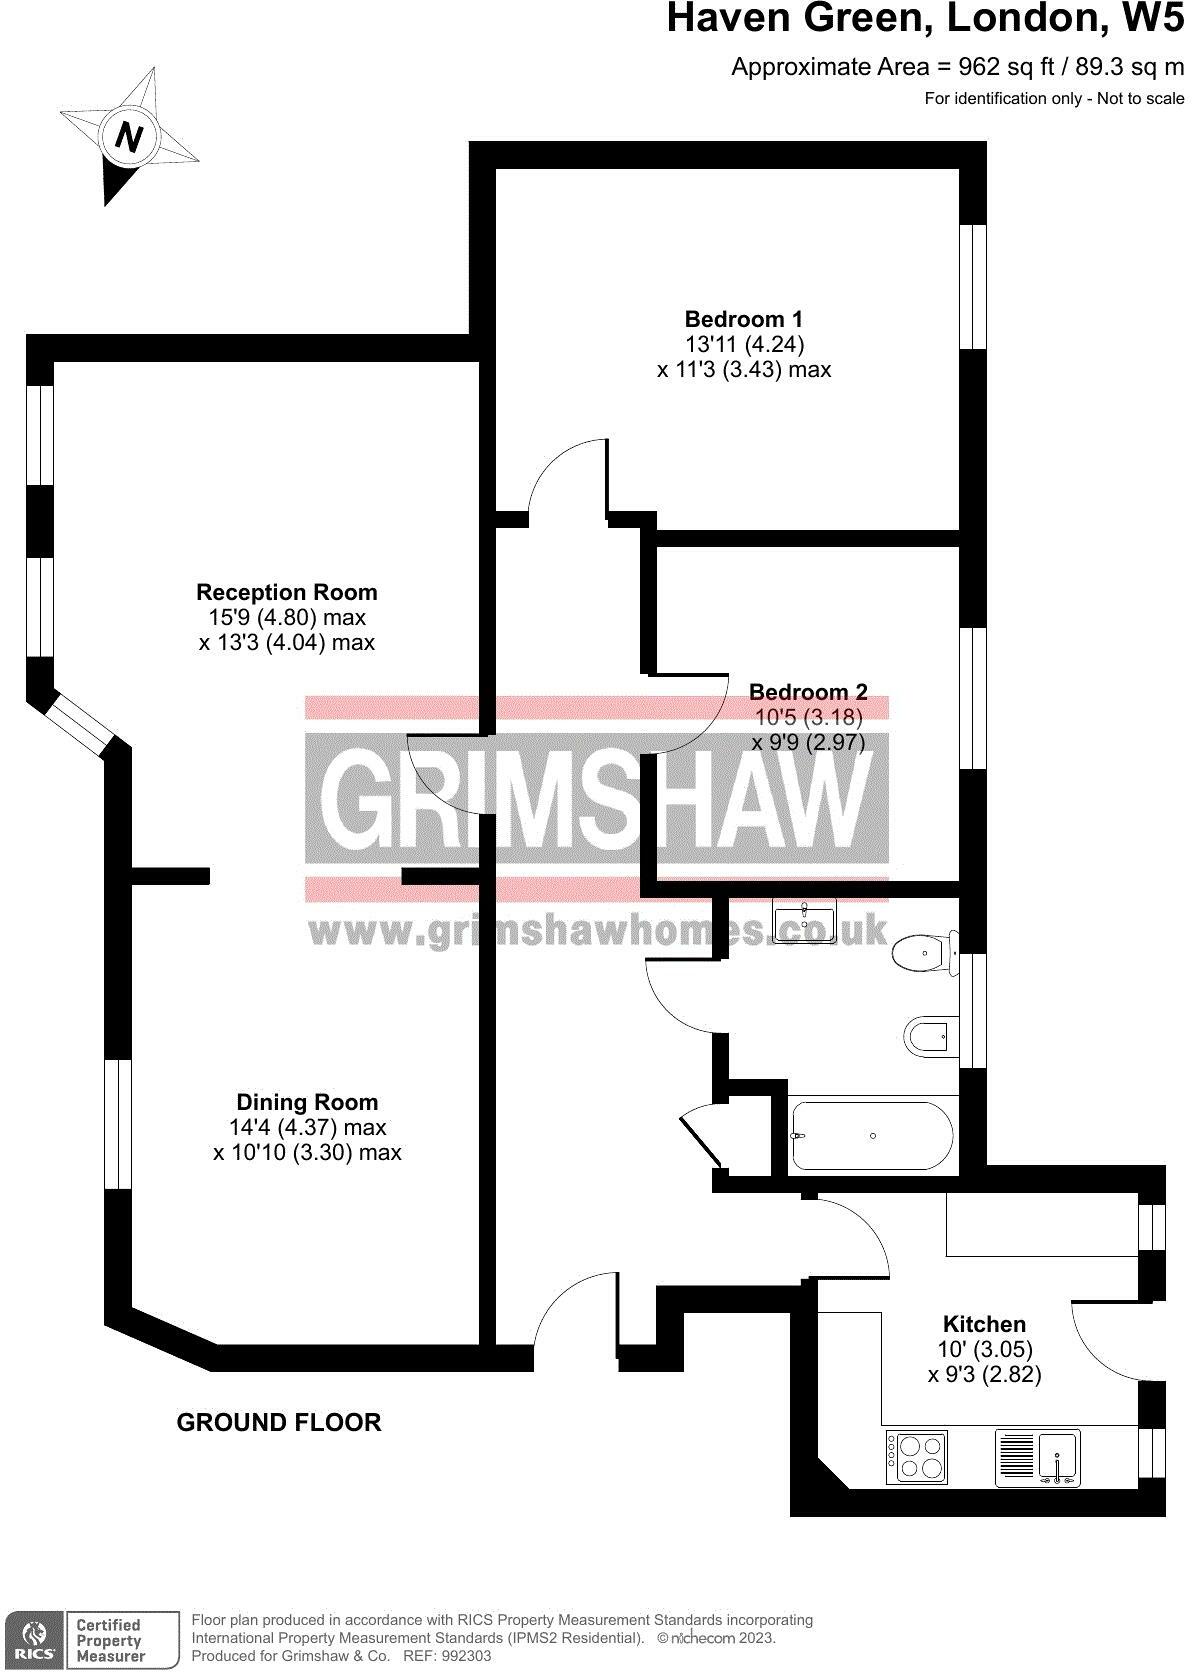 Haven Green, London, W5
Approximate Area = 962 sq ft / 89.3 sq m
For identification only - Not to scale
N
Bedroom 1
13'11 (4.24)
x 11'3 (3.43) max
Reception Room
15'9 (4.80) max
x 13'3 (4.04) max
Bedroom 2
10'5 (3.18)
x 9'9 (2.97)
GRIMSHAW
www.grimshawhomes.co.uk
Dining Room
14'4 (4.37) max
x 10'10 (3.30) max
Kitchen
10' (3.05)
x 9'3 (2.82)
GROUND FLOOR
RICS
Certified
Property
Measurer
Floor plan produced in accordance with RICS Property Measurement Standards incorporating
International Property Measurement Standards (IPMS2 Residential). © nichecom 2023.
Produced for Grimshaw & Co. REF: 992303